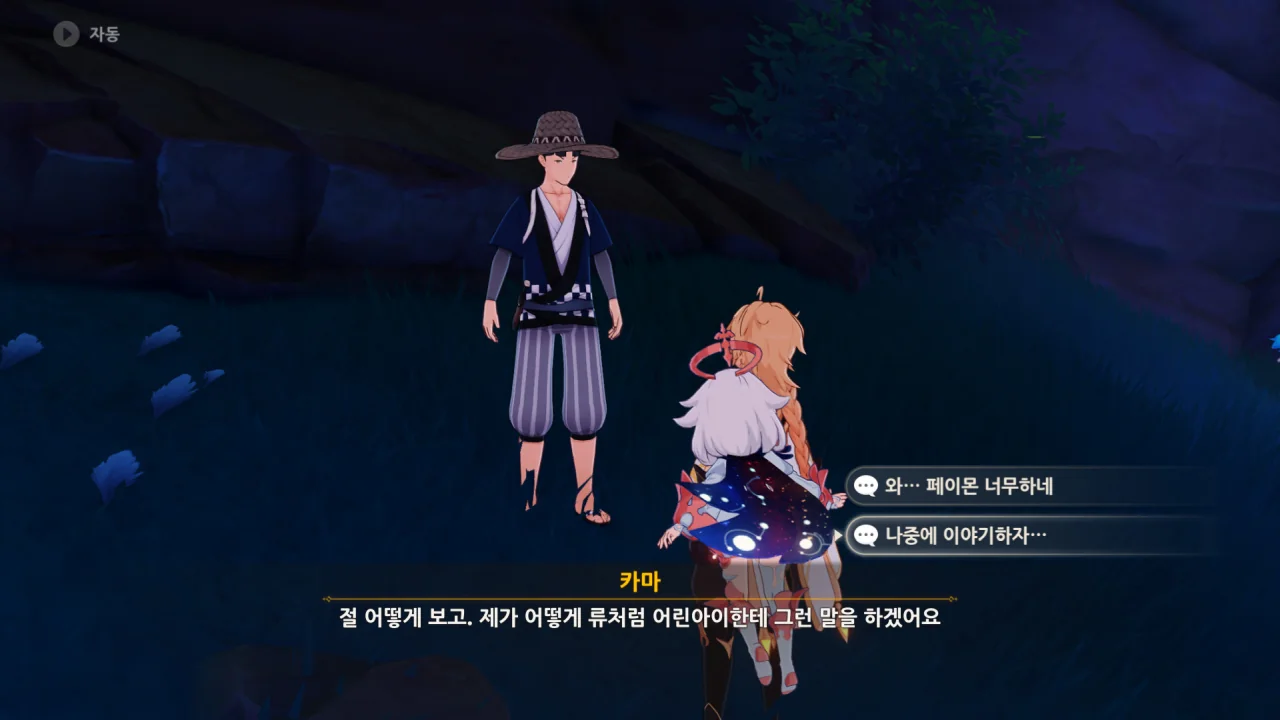 자동
와… 페이몬 너무하네
나중에 이야기하자…
카마
절 어떻게 보고. 제가 어떻게 류처럼 어린아이한테 그런 말을 하겠어요